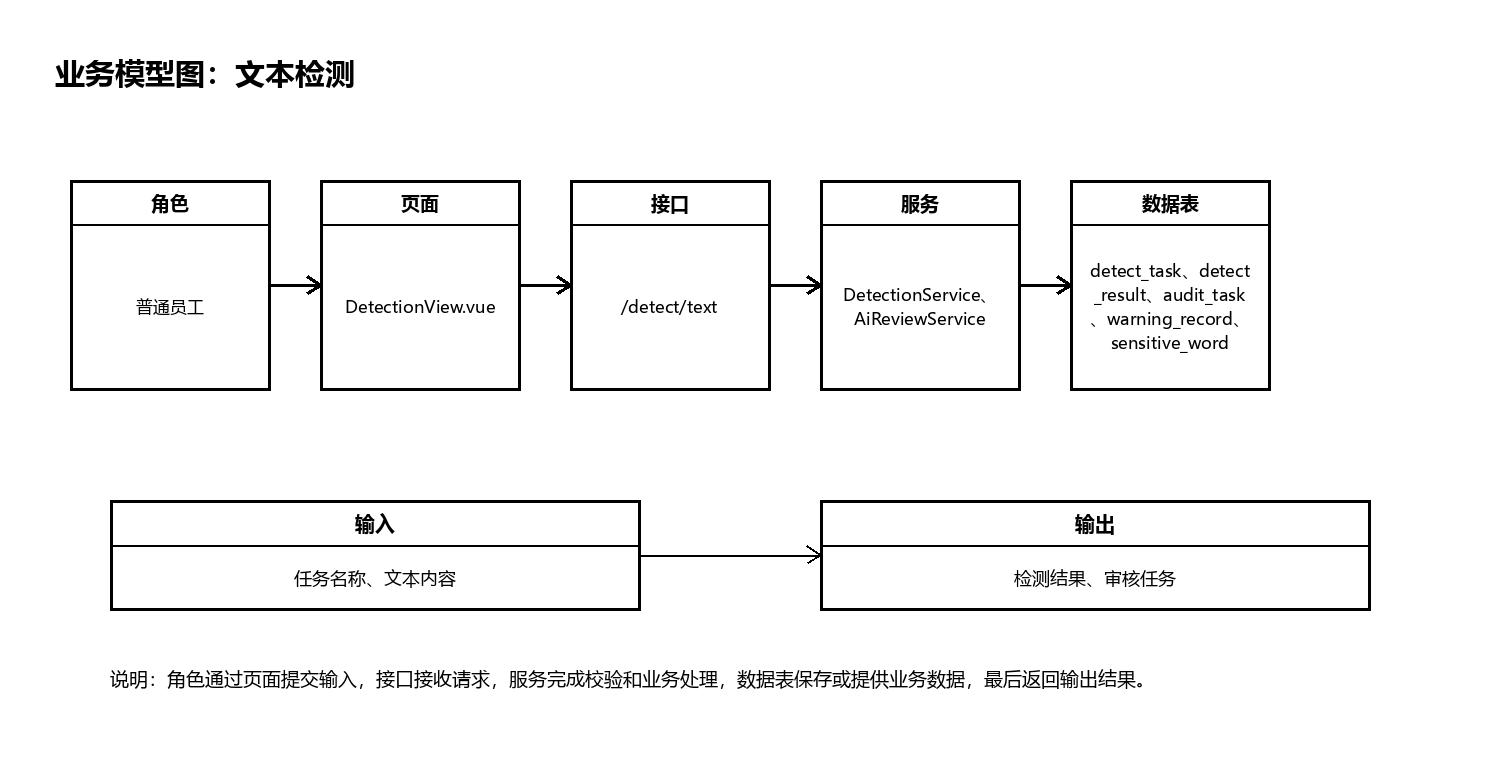 业务模型图：文本检测
角色
普通员工
页面
DetectionView.vue
接口
/detect/text
服务
DetectionService、
AiReviewService
数据表
detect_task、detect
_result、audit_task
、warning_record、
sensitive_word
输入
任务名称、文本内容
输出
检测结果、审核任务
说明：角色通过页面提交输入，接口接收请求，服务完成校验和业务处理，数据表保存或提供业务数据，最后返回输出结果。